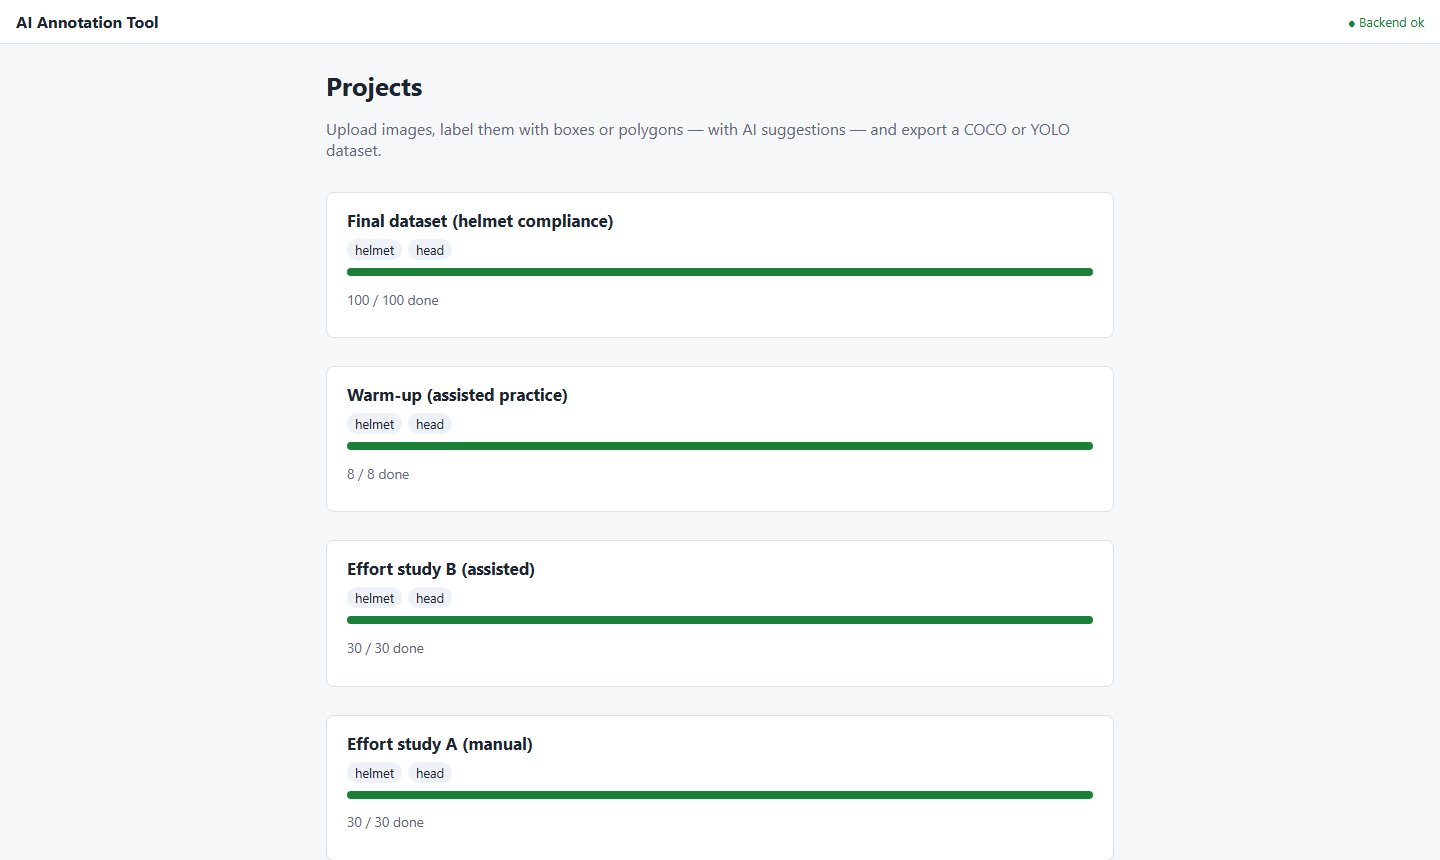 AI Annotation Tool
● Backend ok
Projects
Upload images, label them with boxes or polygons — with AI suggestions — and export a COCO or YOLO
dataset.
Final dataset (helmet compliance)
helmet head
100 / 100 done
Warm-up (assisted practice)
helmet head
8 / 8 done
Effort study B (assisted)
helmet head
30 / 30 done
Effort study A (manual)
helmet head
30 / 30 done